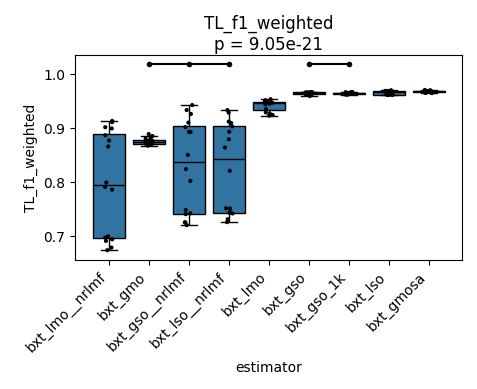 TL_f1_weighted
p = 9.05e-21
TL_f1_weighted
1.0
0.9
0.8
0.7
bxt_lmo__nrlmf
bxt_gmo
bxt_gso__nrlmf
bxt_lso__nrlmf
bxt_lmo
bxt_gso
bxt_gso_1k
bxt_lso
bxt_gmosa
estimator